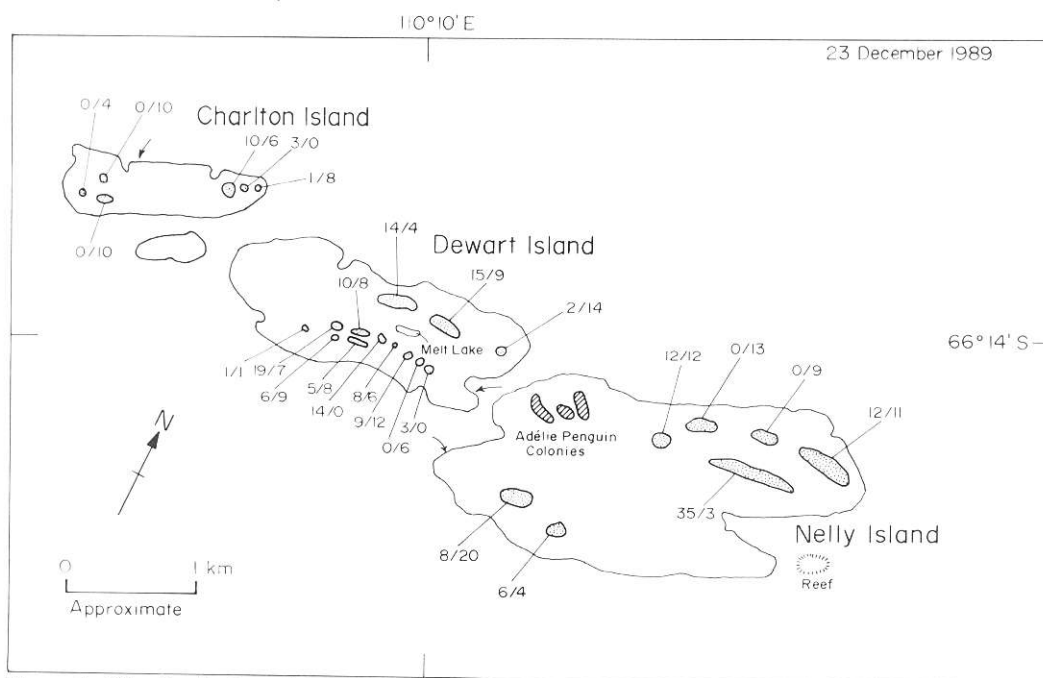 110°10'E
23 December 1989
0/4
0/10
Charlton Island
10/6
3/0
1/8
0/10
14/4
Dewart Island
15/9
10/8
2/14
Melt Lake
66°14'S
1/1
19/7
6/9
5/8
14/0
8/6
9/12
0/6
3/0
12/12
0/13
0/9
12/11
Adélie Penguin
Colonies
N
35/3
8/20
6/4
Nelly Island
Reef
0
1 km
Approximate